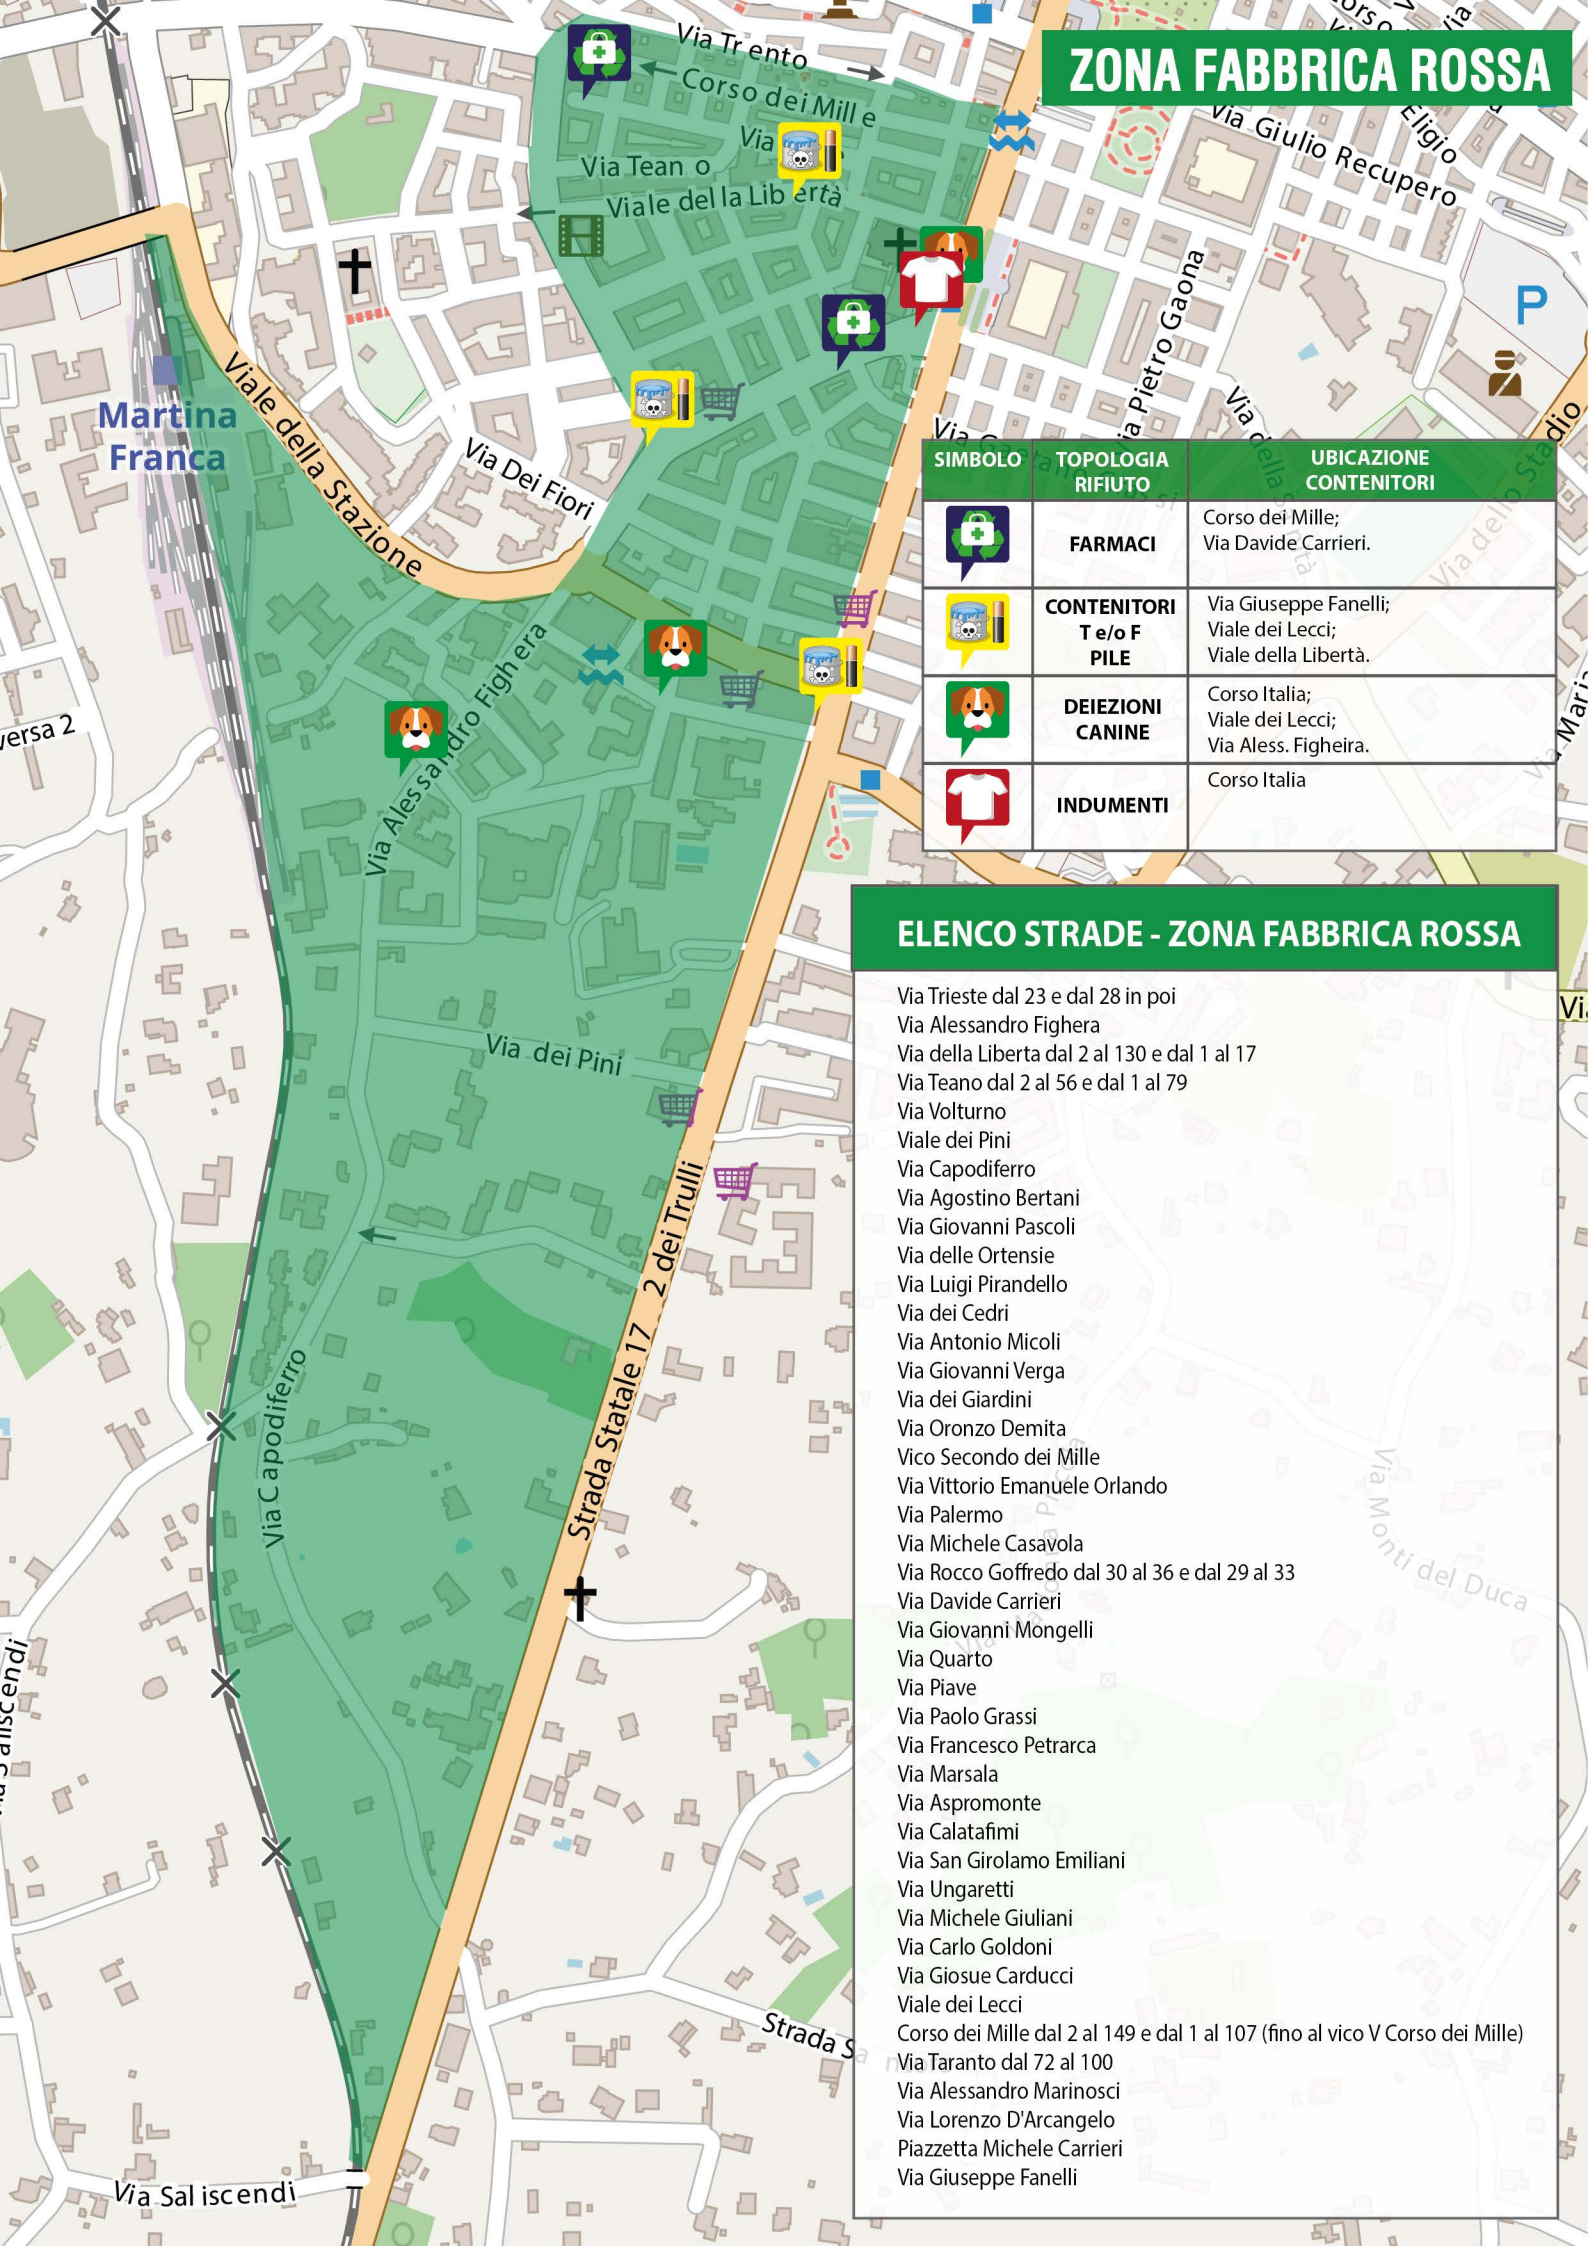 ZONA FABBRICA ROSSA
Via Trento
Corso dei Mille
Via
Via Teano
Viale della Libertà
Via Giulio Recupero
Eligio
Via Pietro Gaona
P
Martina
Franca
Viale della Stazione
Via Dei Fiori
Via dello Stadio
SIMBOLO
TOPOLOGIA
RIFIUTO
UBICAZIONE
CONTENITORI
FARMACI
Corso dei Mille;
Via Davide Carrieri.
CONTENITORI
T e/o F
PILE
Via Giuseppe Fanelli;
Viale dei Lecci;
Viale della Libertà.
DEIEZIONI
CANINE
Corso Italia;
Viale dei Lecci;
Via Aless. Figheira.
INDUMENTI
Corso Italia
Via Alessandro Fighera
versa 2
Via dei Pini
Strada Statale 17 2 dei Trulli
Via Capodiferro
Via Saliscendi
Strada S
Via Monti del Duca
ELENCO STRADE - ZONA FABBRICA ROSSA
Via Trieste dal 23 e dal 28 in poi
Via Alessandro Fighera
Via della Liberta dal 2 al 130 e dal 1 al 17
Via Teano dal 2 al 56 e dal 1 al 79
Via Volturno
Viale dei Pini
Via Capodiferro
Via Agostino Bertani
Via Giovanni Pascoli
Via delle Ortensie
Via Luigi Pirandello
Via dei Cedri
Via Antonio Micoli
Via Giovanni Verga
Via dei Giardini
Via Oronzo Demita
Vico Secondo dei Mille
Via Vittorio Emanuele Orlando
Via Palermo
Via Michele Casavola
Via Rocco Goffredo dal 30 al 36 e dal 29 al 33
Via Davide Carrieri
Via Giovanni Mongelli
Via Quarto
Via Piave
Via Paolo Grassi
Via Francesco Petrarca
Via Marsala
Via Aspromonte
Via Calatafimi
Via San Girolamo Emiliani
Via Ungaretti
Via Michele Giuliani
Via Carlo Goldoni
Via Giosue Carducci
Viale dei Lecci
Corso dei Mille dal 2 al 149 e dal 1 al 107 (fino al vico V Corso dei Mille)
Via Taranto dal 72 al 100
Via Alessandro Marinosci
Via Lorenzo D'Arcangelo
Piazzetta Michele Carrieri
Via Giuseppe Fanelli